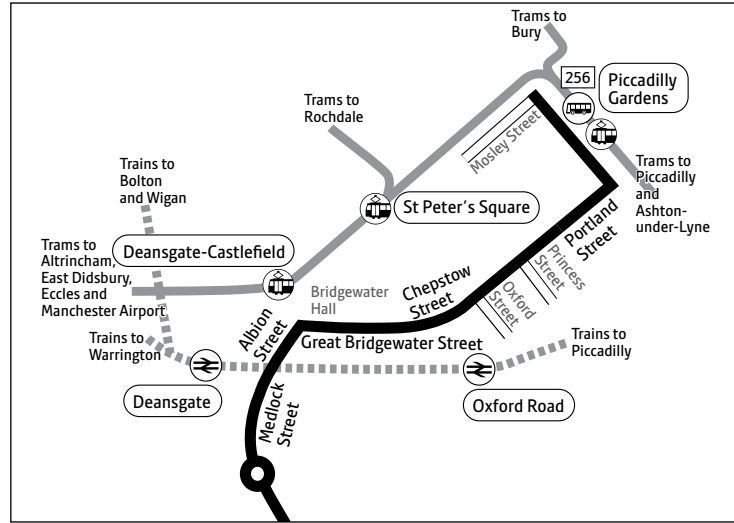 Trams to
Bury
256
Piccadilly
Gardens
Trams to
Rochdale
Mosley Street
Trains to
Bolton
and Wigan
Trams to
Piccadilly
and
Ashton-
under-Lyne
St Peter's Square
Portland
Street
Deansgate-Castlefield
Trams to
Altrincham,
East Didsbury,
Eccles and
Manchester Airport
Princess
Street
Chepstow
Street
Oxford
Street
Bridgewater
Hall
Albion
Street
Great Bridgewater Street
Trains to
Warrington
Trains to
Piccadilly
Deansgate
Oxford Road
Medlock
Street